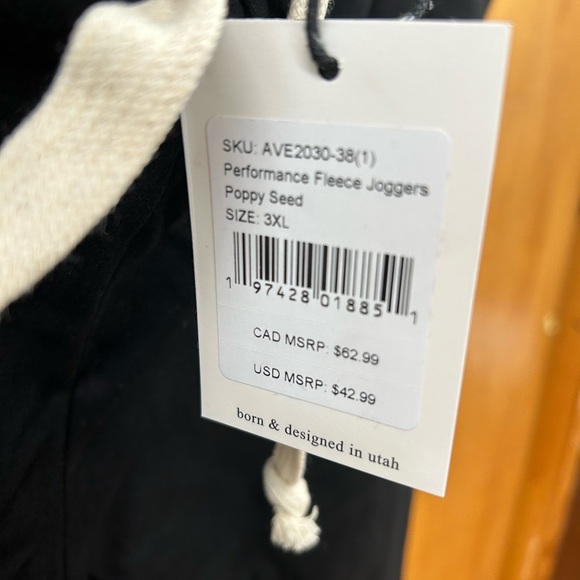 SKU: AVE2030-38(1)
Performance Fleece Joggers
Poppy Seed
SIZE: 3XL
1 97428 01885 1
CAD MSRP: $62.99
USD MSRP: $42.99
born & designed in utah